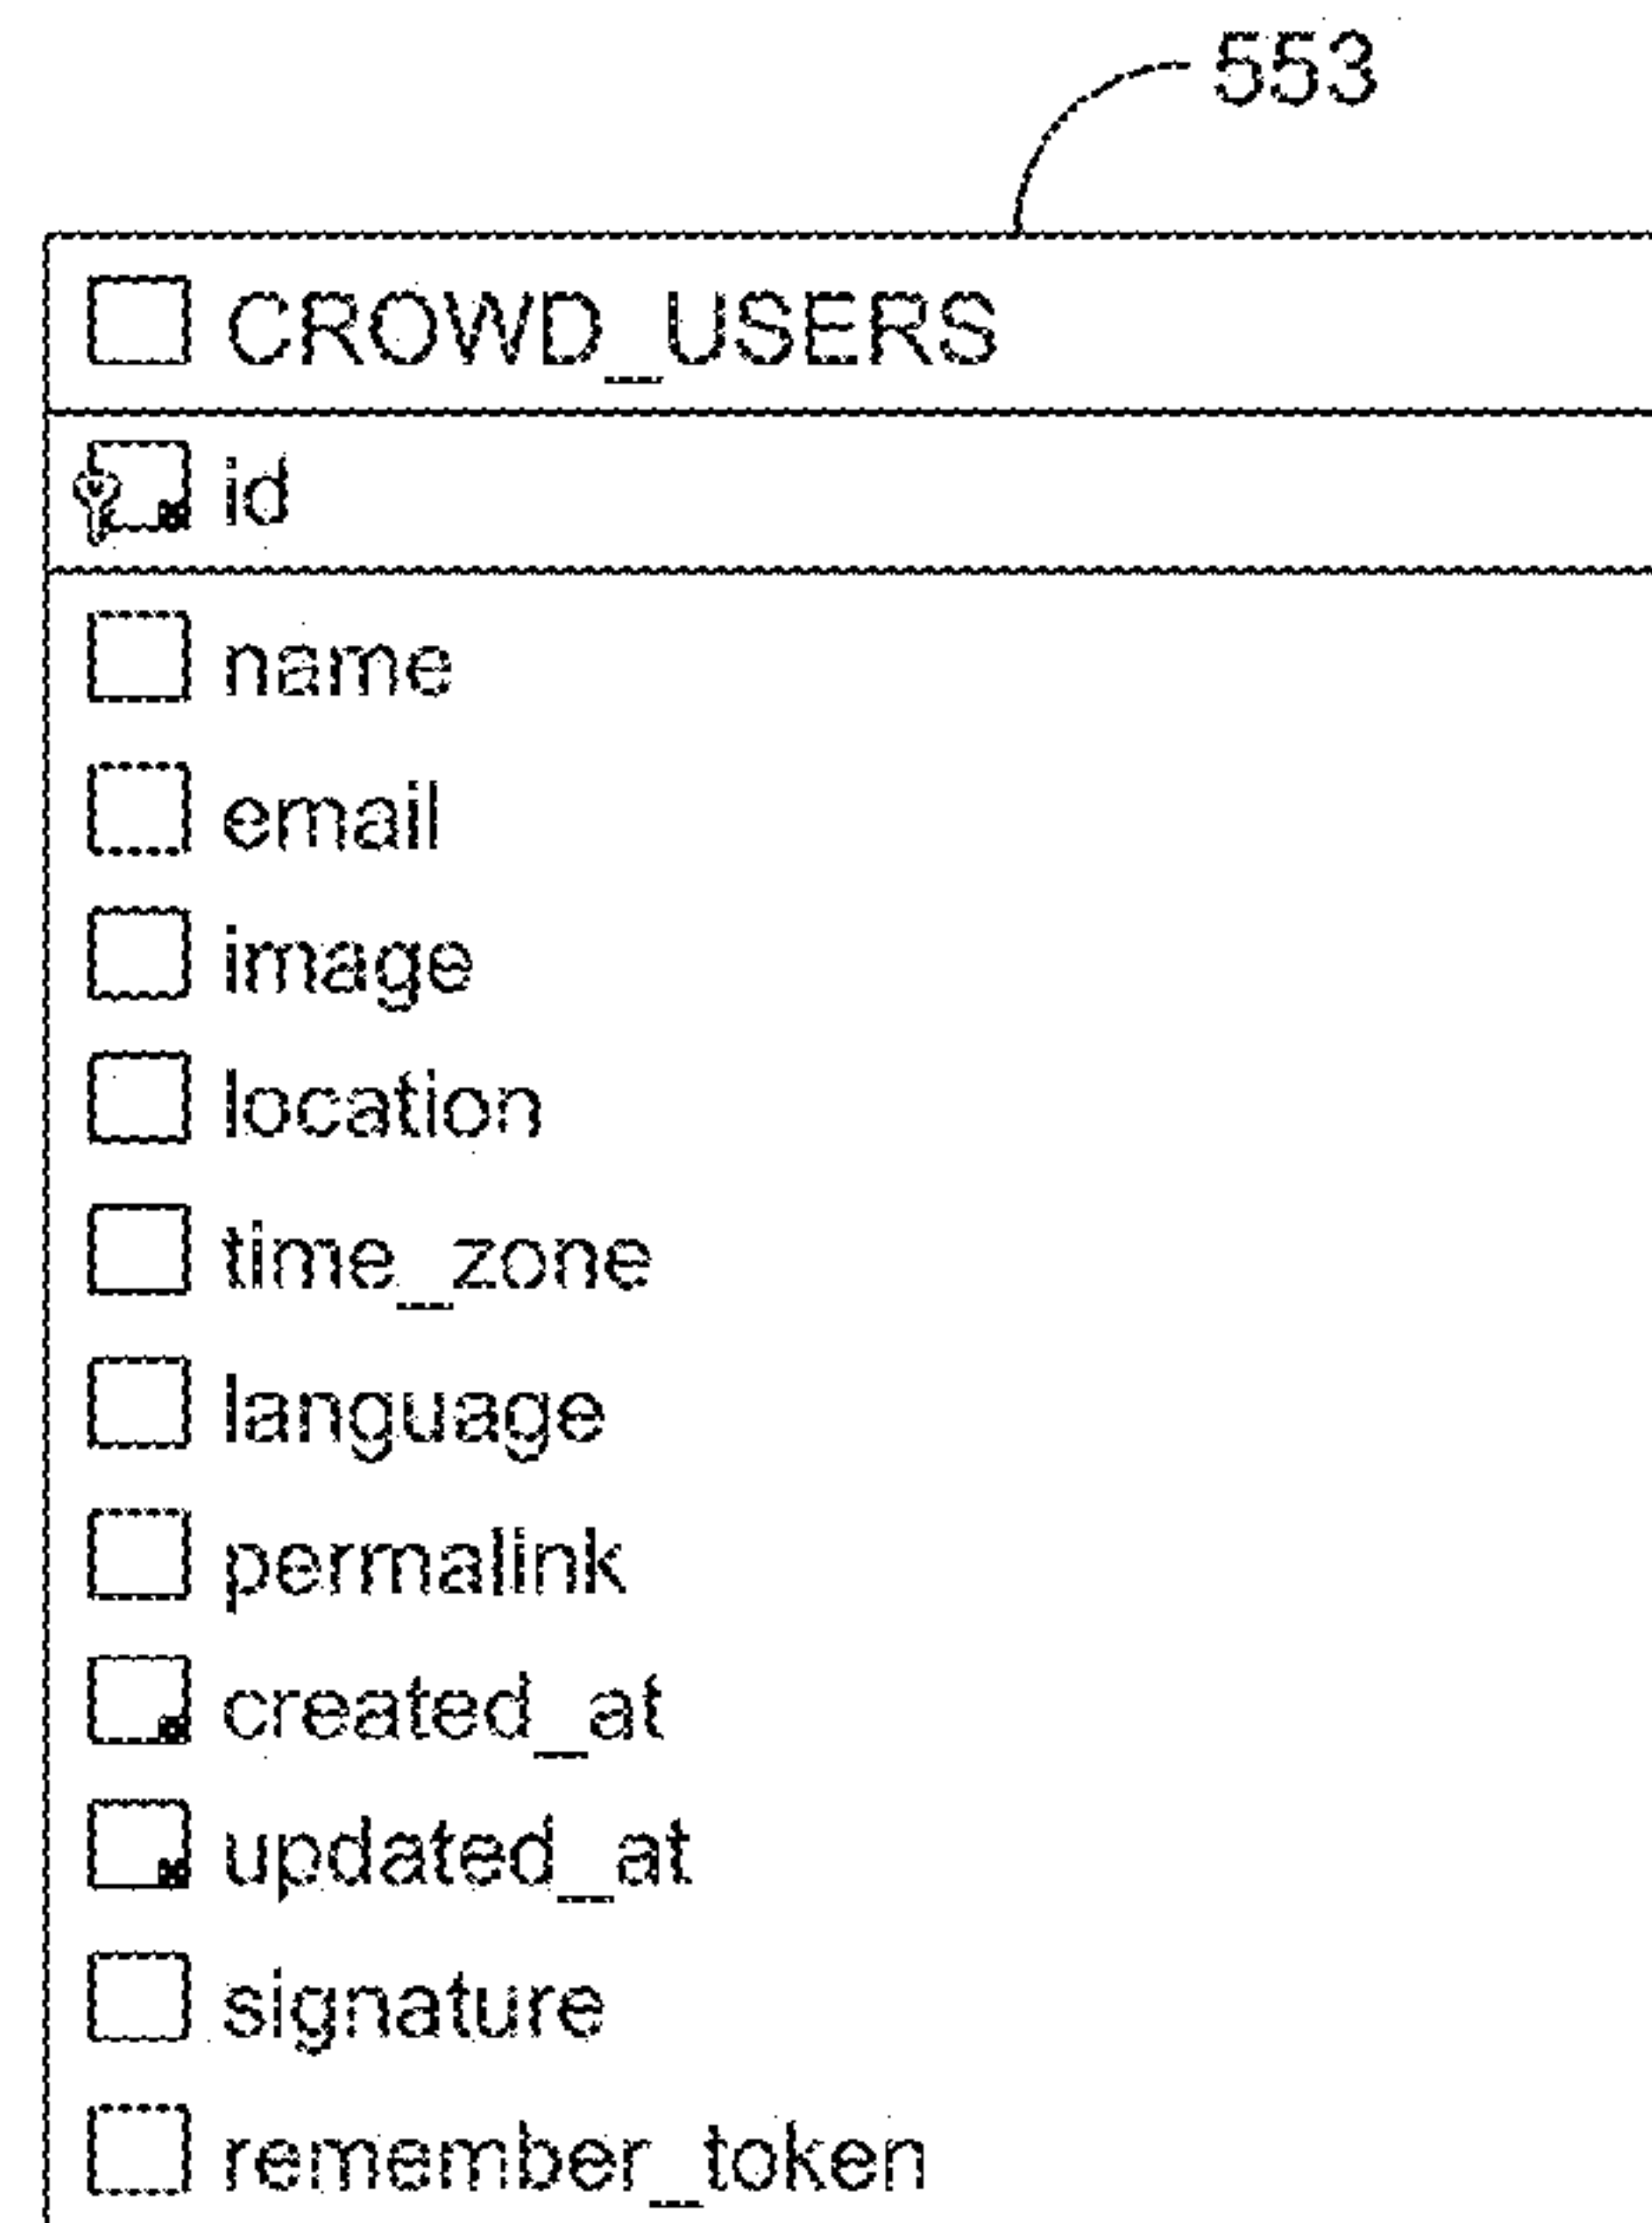 553
CROWD_USERS
id
name
email
image
location
time_zone
language
permalink
created_at
updated_at
signature
remember_token